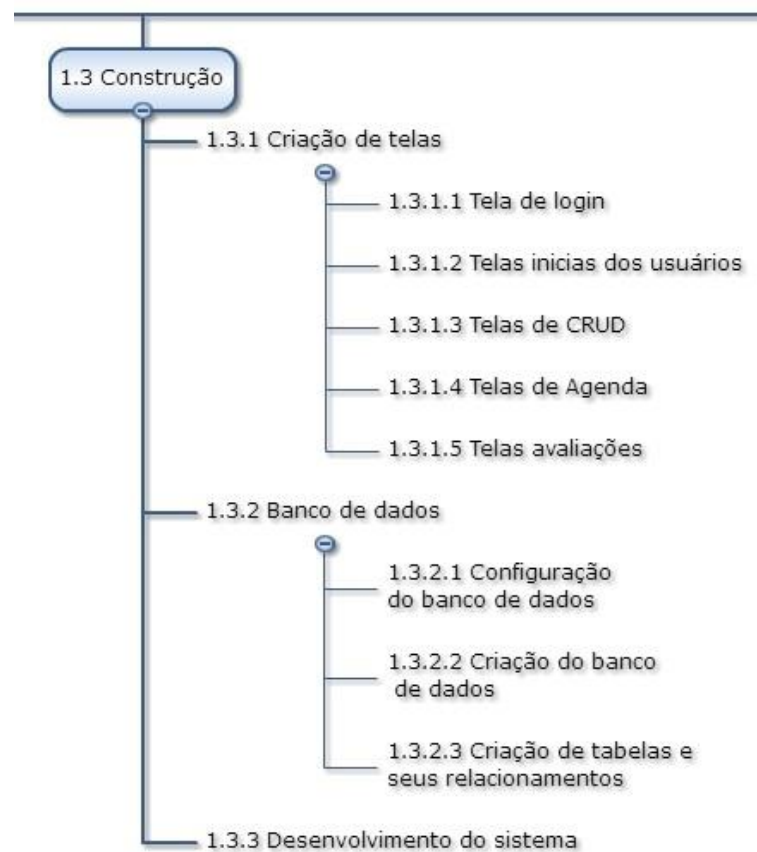 1.3 Construção
1.3.1 Criação de telas
1.3.1.1 Tela de login
1.3.1.2 Telas inicias dos usuários
1.3.1.3 Telas de CRUD
1.3.1.4 Telas de Agenda
1.3.1.5 Telas avaliações
1.3.2 Banco de dados
1.3.2.1 Configuração
do banco de dados
1.3.2.2 Criação do banco
de dados
1.3.2.3 Criação de tabelas e
seus relacionamentos
1.3.3 Desenvolvimento do sistema